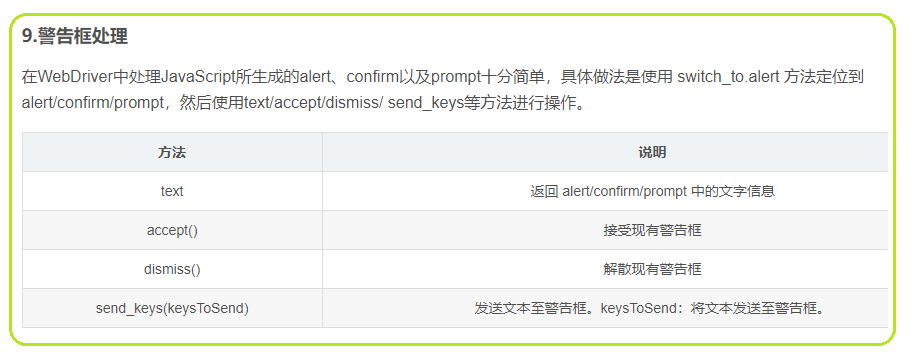 9.警告框处理
在WebDriver中处理JavaScript所生成的alert、confirm以及prompt十分简单，具体做法是使用 switch_to.alert 方法定位到
alert/confirm/prompt，然后使用text/accept/dismiss/ send_keys等方法进行操作。
方法 说明
text 返回 alert/confirm/prompt 中的文字信息
accept() 接受现有警告框
dismiss() 解散现有警告框
send_keys(keysToSend) 发送文本至警告框。keysToSend：将文本发送至警告框。